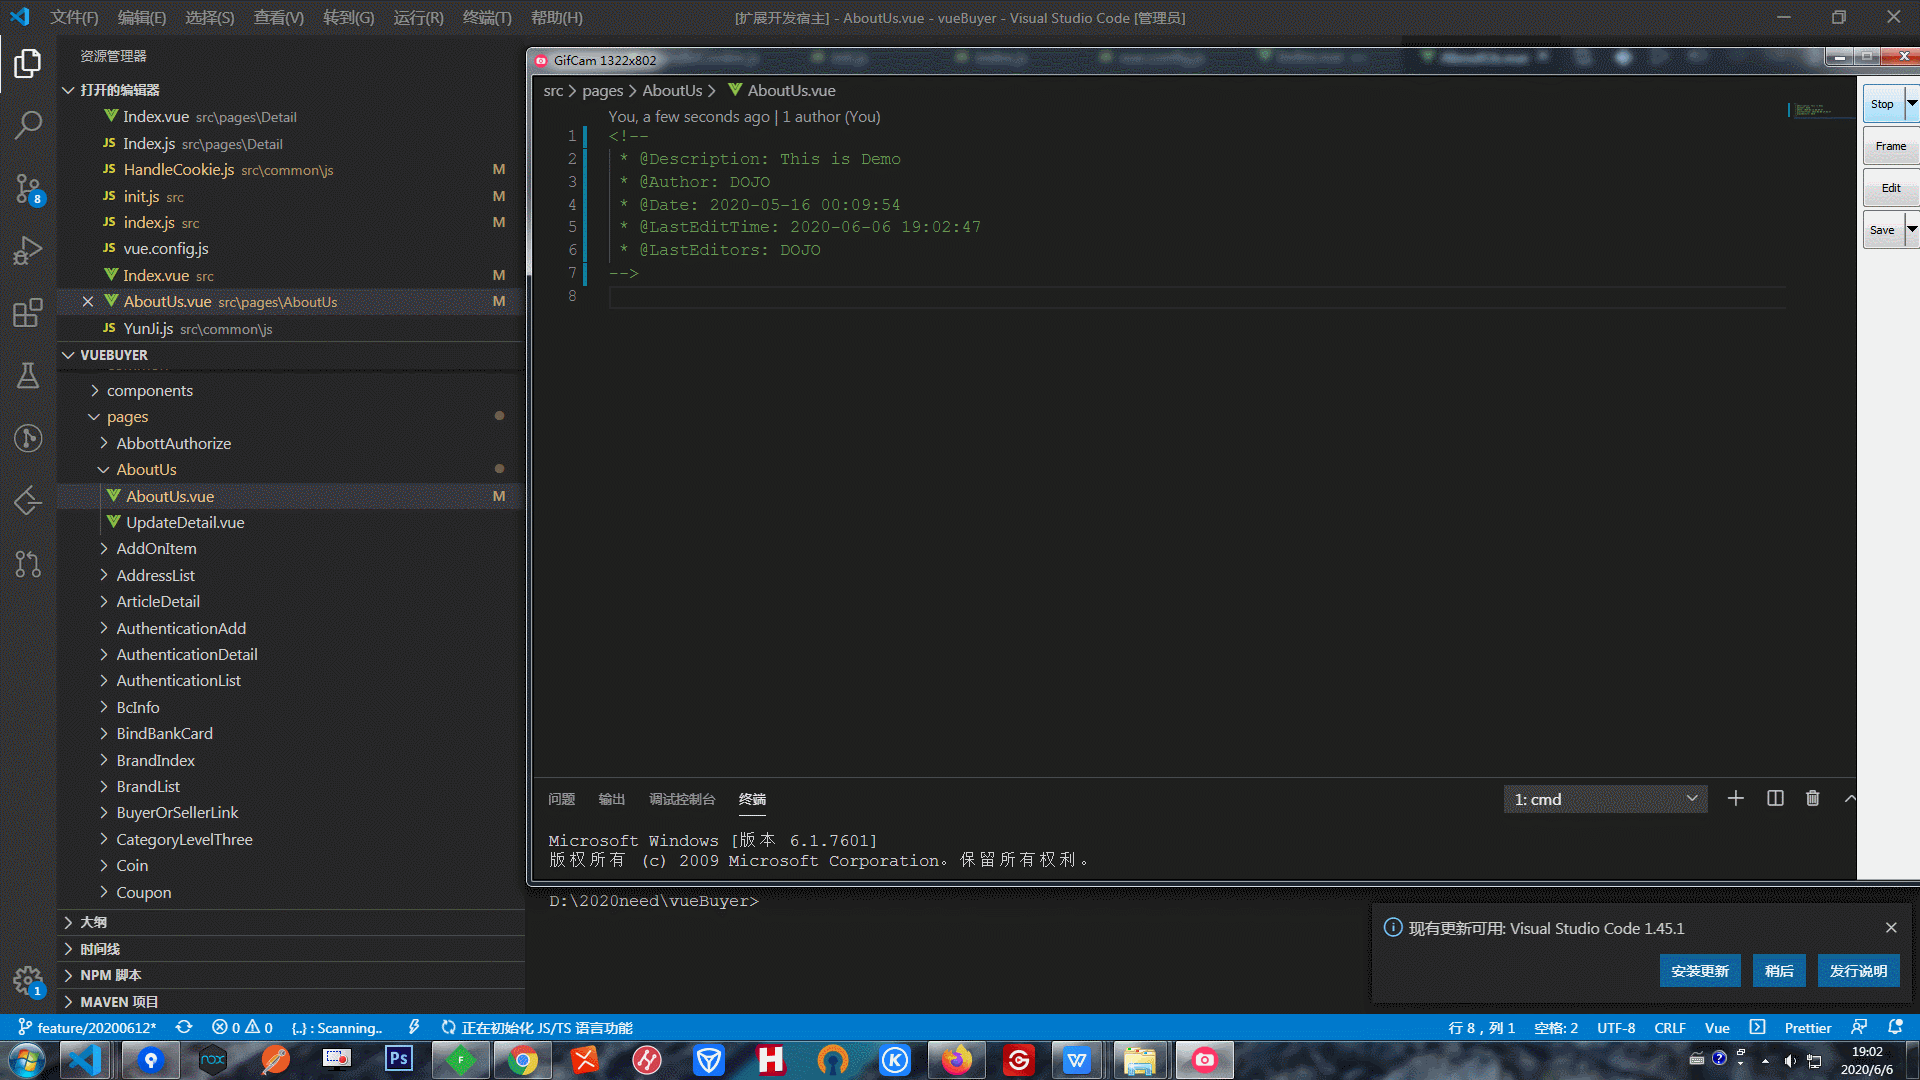 文件(F) 编辑(E) 选择(S) 查看(V) 转到(G) 运行(R) 终端(T) 帮助(H)
[扩展开发宿主] - AboutUs.vue - vueBuyer - Visual Studio Code [管理员]
资源管理器
打开的编辑器
Index.vue src\pages\Detail
JS Index.js src\pages\Detail
JS HandleCookie.js src\common\js M
JS init.js src M
JS index.js src M
JS vue.config.js
Index.vue src M
AboutUs.vue src\pages\AboutUs M
JS YunJi.js src\common\js
VUEBUYER
components
pages
AbbottAuthorize
AboutUs
AboutUs.vue M
UpdateDetail.vue
AddOnItem
AddressList
ArticleDetail
AuthenticationAdd
AuthenticationDetail
AuthenticationList
BcInfo
BindBankCard
BrandIndex
BrandList
BuyerOrSellerLink
CategoryLevelThree
Coin
Coupon
大纲
时间线
NPM 脚本
MAVEN 项目
8
1
GifCam 1322x802
src > pages > AboutUs > AboutUs.vue
You, a few seconds ago | 1 author (You)
1 <!--
2 * @Description: This is Demo
3 * @Author: DOJO
4 * @Date: 2020-05-16 00:09:54
5 * @LastEditTime: 2020-06-06 19:02:47
6 * @LastEditors: DOJO
7 -->
8
Stop
Frame
Edit
Save
问题 输出 调试控制台 终端
1: cmd
Microsoft Windows [版本 6.1.7601]
版权所有 (c) 2009 Microsoft Corporation。保留所有权利。
D:\2020need\vueBuyer>
现有更新可用: Visual Studio Code 1.45.1
安装更新 稍后 发行说明
feature/20200612* 0 0 {..} : Scanning.. 正在初始化 JS/TS 语言功能
行 8，列 1 空格: 2 UTF-8 CRLF Vue Prettier
nox Ps F H K G W
19:02
2020/6/6